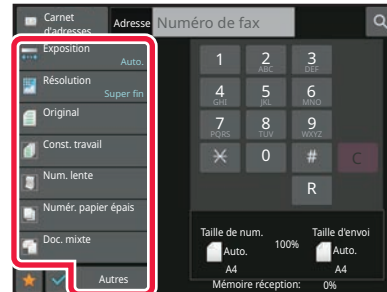 Carnet
d'adresses
Adresse
Numéro de fax
Exposition
Auto.
Résolution
Super fin
Original
Const. travail
Num. lente
Numér. papier épais
Doc. mixte
Autres
1
2
ABC
3
DEF
4
GHI
5
JKL
6
MNO
7
PQRS
8
TUV
9
WXYZ
0
#
C
R
Taille de num.
Taille d'envoi
Auto.
100%
Auto.
A4
A4
Mémoire réception: 0%